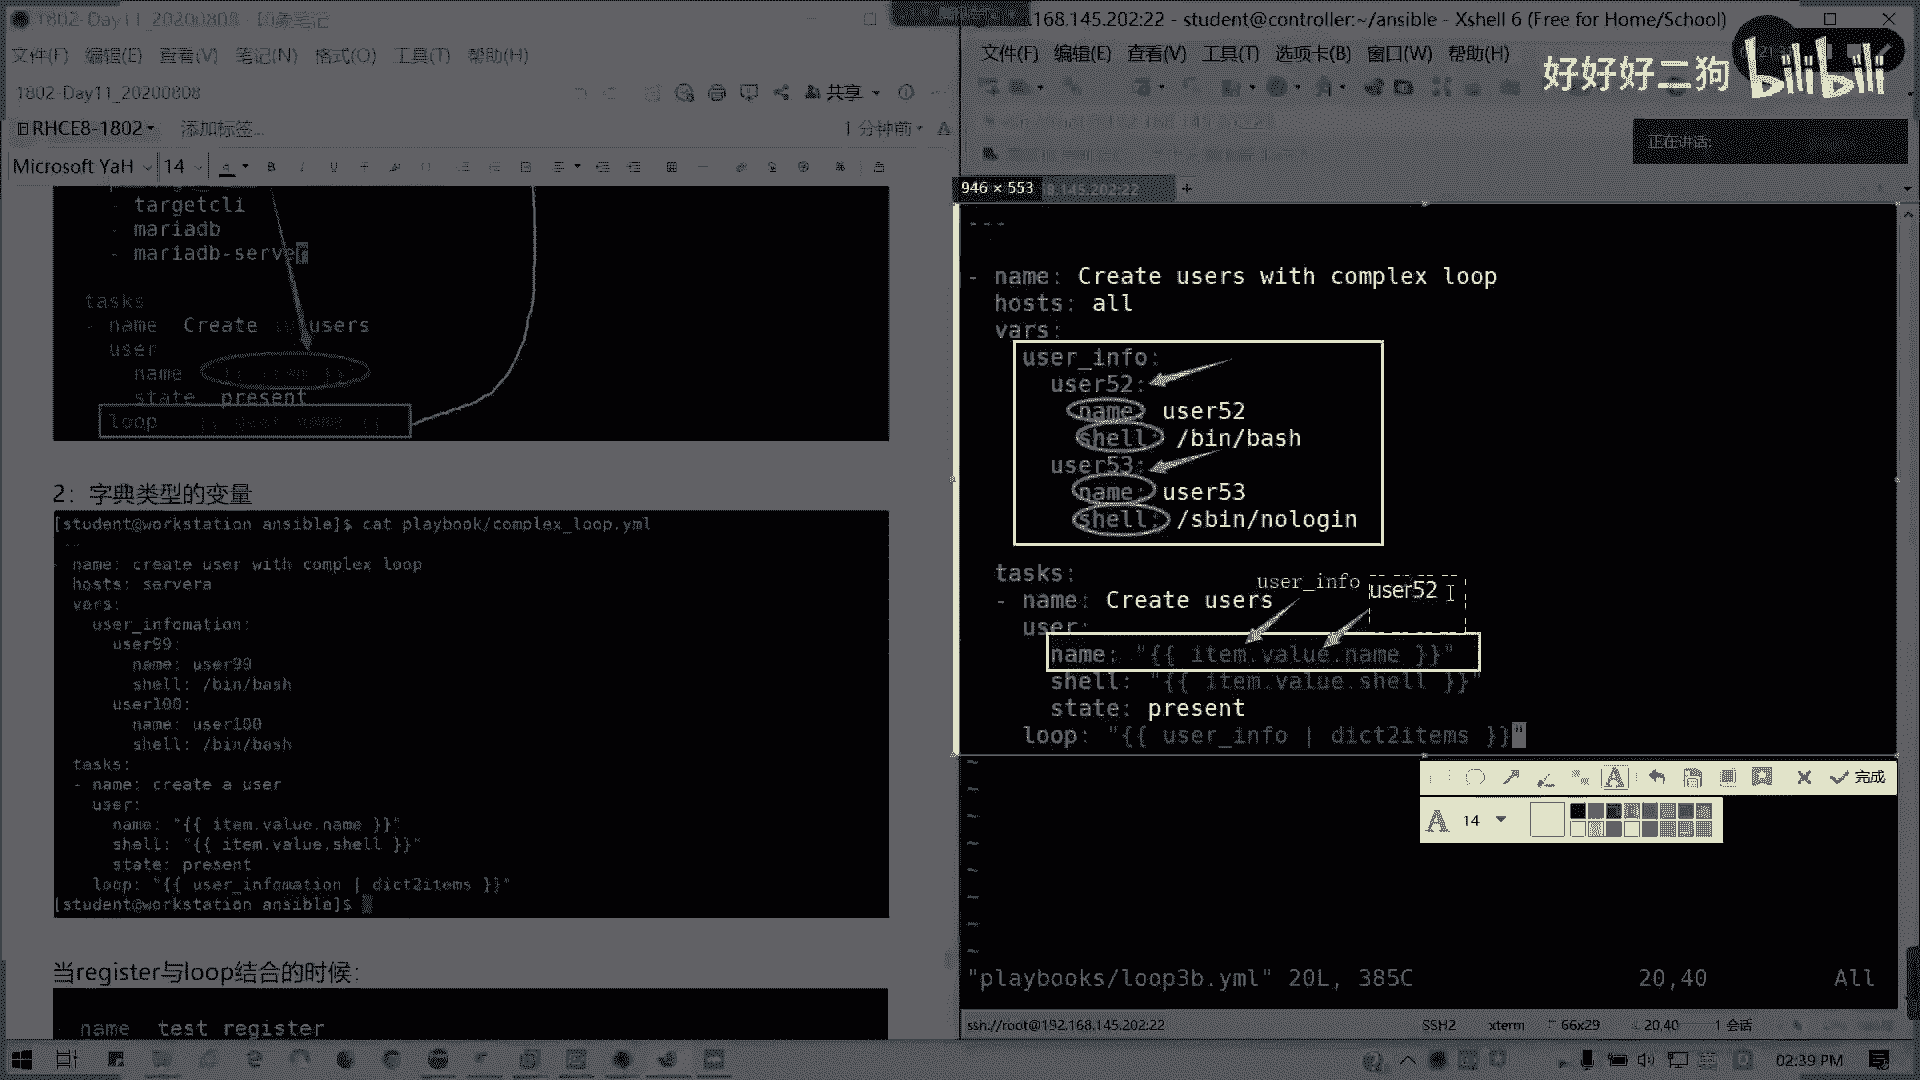 1802-Day11_20200808 - 印象笔记
文件(F) 编辑(E) 查看(V) 笔记(N) 格式(O) 工具(T) 帮助(H)
1802-Day11_20200808
共享
RHCE8-1802
添加标签...
1 分钟前
Microsoft YaH 14
- targetcli
- mariadb
- mariadb-server
tasks
- name Create users
user
name
state present
loop
2：字典类型的变量
[student@workstation ansible]$ cat playbook/complex_loop.yml
- name: create user with complex loop
hosts: servera
vars:
user_infomation:
user99:
name: user99
shell: /bin/bash
user100:
name: user100
shell: /bin/bash
tasks:
- name: create a user
user:
name: "{{ item.value.name }}"
shell: "{{ item.value.shell }}"
state: present
loop: "{{ user_infomation | dict2items }}"
[student@workstation ansible]$
当register与loop结合的时候：
- name test register
.168.145.202:22 - student@controller:~/ansible - Xshell 6 (Free for Home/School)
文件(F) 编辑(E) 查看(V) 工具(T) 选项卡(B) 窗口(W) 帮助(H)
好好好二狗 bilibili
正在讲话:
946 × 553
8.145.202:22
---
- name: Create users with complex loop
hosts: all
vars:
user_info:
user52:
name: user52
shell: /bin/bash
user53:
name: user53
shell: /sbin/nologin
tasks:
user_info
user52
- name: Create users
user:
name: "{{ item.value.name }}"
shell: "{{ item.value.shell }}"
state: present
loop: "{{ user_info | dict2items }}"
完成
A 14
~
~
~
~
~
~
~
"playbooks/loop3b.yml" 20L, 385C 20,40 All
ssh://root@192.168.145.202:22 SSH2 xterm 66x29 20,40 1 会话
02:39 PM